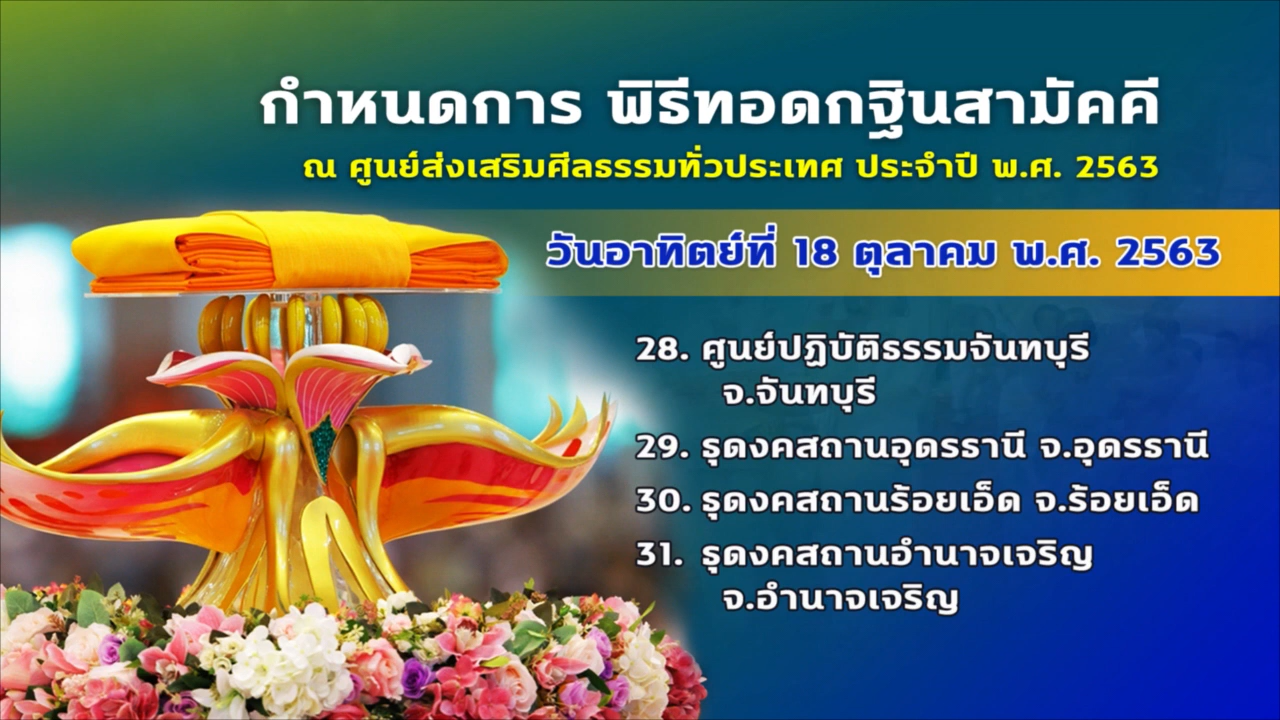 กำหนดการ พิธีทอดกฐินสามัคคี
ณ ศูนย์ส่งเสริมศีลธรรมทั่วประเทศ ประจำปี พ.ศ. 2563
วันอาทิตย์ที่ 18 ตุลาคม พ.ศ. 2563
28. ศูนย์ปฏิบัติธรรมจันทบุรี
จ.จันทบุรี
29. ธุดงคสถานอุดรธานี จ.อุดรธานี
30. ธุดงคสถานร้อยเอ็ด จ.ร้อยเอ็ด
31. ธุดงคสถานอำนาจเจริญ
จ.อำนาจเจริญ